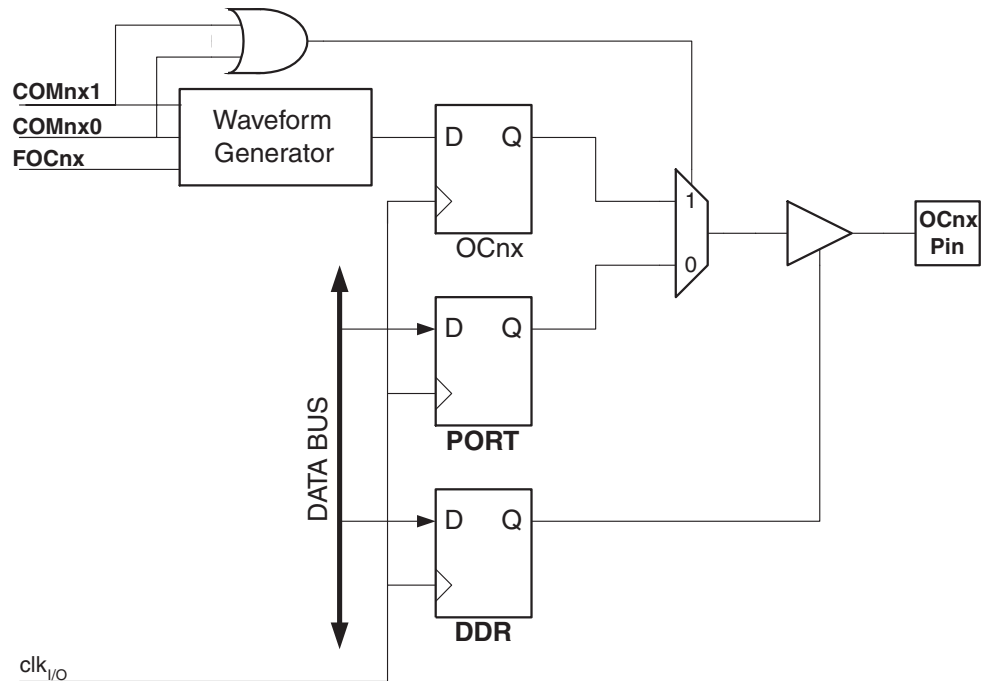 COMnx1
COMnx0
FOCnx
Waveform
Generator
D Q
OCnx
1
0
OCnx
Pin
DATA BUS
D Q
PORT
D Q
DDR
clkI/O